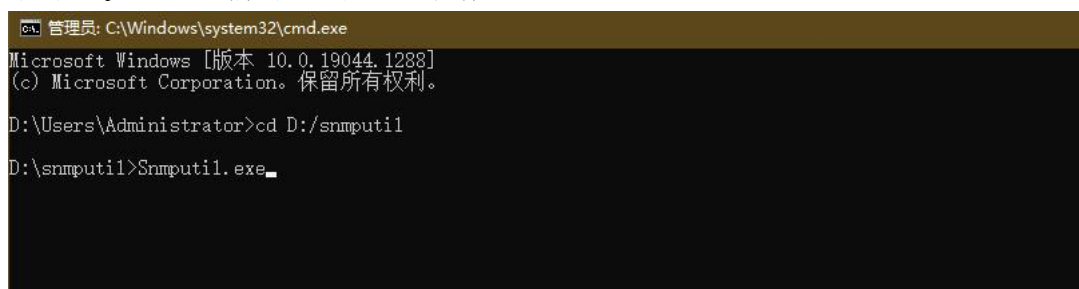 管理员: C:\Windows\system32\cmd.exe
Microsoft Windows [版本 10.0.19044.1288]
(c) Microsoft Corporation。保留所有权利。
D:\Users\Administrator>cd D:/snmputil
D:\snmputil>Snmputil.exe